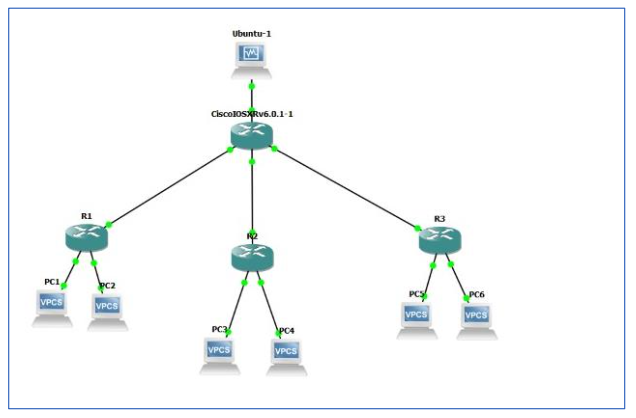 Ubuntu-1
CiscoIOSXRv6.0.1-1
R1
R2
R3
PC1
PC2
PC5
PC6
VPCS
VPCS
VPCS
VPCS
PC3
PC4
VPCS
VPCS